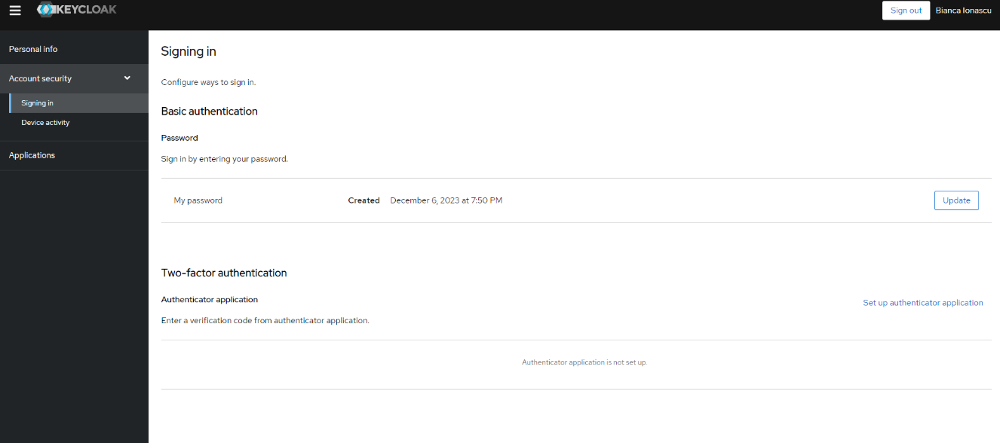 KEYCLOAK
Sign out
Bianca Ionascu
Personal info
Account security
Signing in
Device activity
Applications
Signing in
Configure ways to sign in.
Basic authentication
Password
Sign in by entering your password.
My password Created December 6, 2023 at 7:50 PM Update
Two-factor authentication
Authenticator application
Set up authenticator application
Enter a verification code from authenticator application.
Authenticator application is not set up.